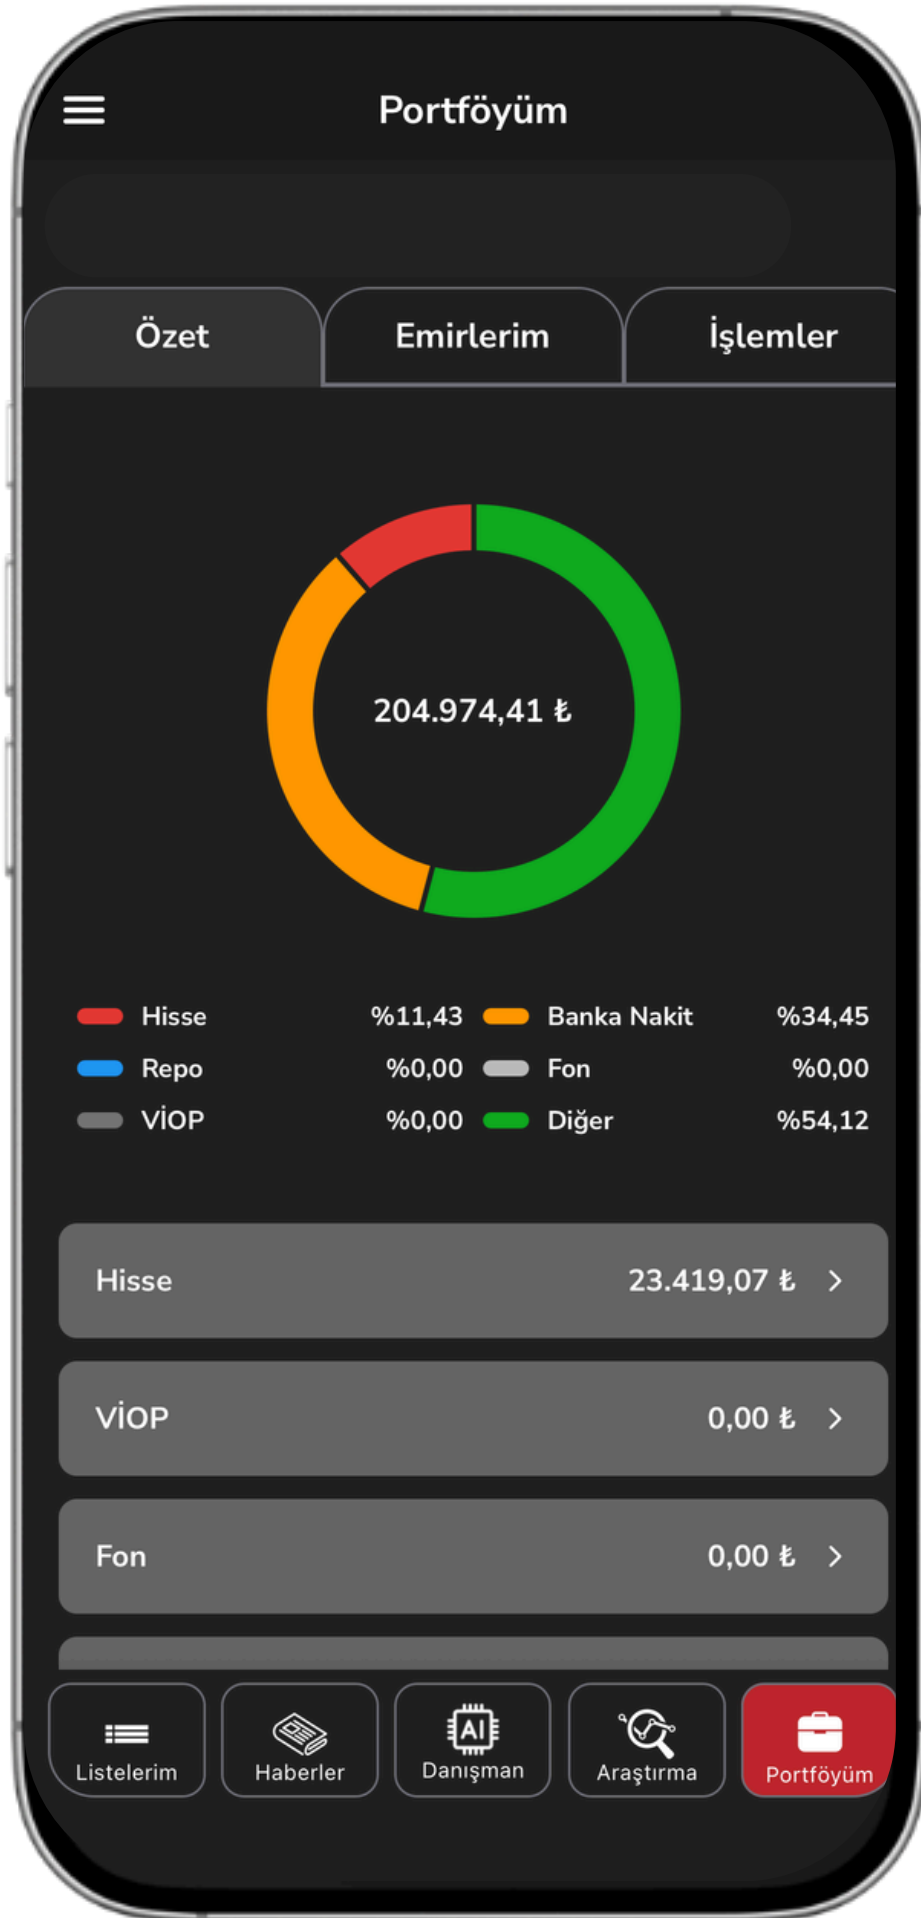 Portföyüm
Özet Emirlerim İşlemler
204.974,41 ₺
Hisse %11,43 Banka Nakit %34,45
Repo %0,00 Fon %0,00
VİOP %0,00 Diğer %54,12
Hisse 23.419,07 ₺
VİOP 0,00 ₺
Fon 0,00 ₺
AI
Listelerim Haberler Danışman Araştırma Portföyüm